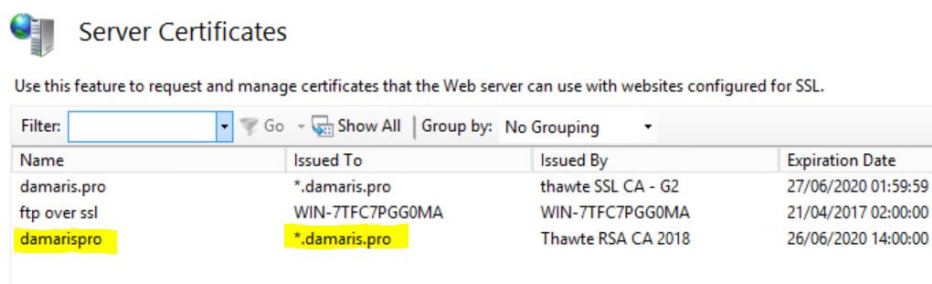 Server Certificates
Use this feature to request and manage certificates that the Web server can use with websites configured for SSL.
Filter: Go Show All Group by: No Grouping
Name Issued To Issued By Expiration Date
damaris.pro *.damaris.pro thawte SSL CA - G2 27/06/2020 01:59:59
ftp over ssl WIN-7TFC7PGG0MA WIN-7TFC7PGG0MA 21/04/2017 02:00:00
damarispro *.damaris.pro Thawte RSA CA 2018 26/06/2020 14:00:00